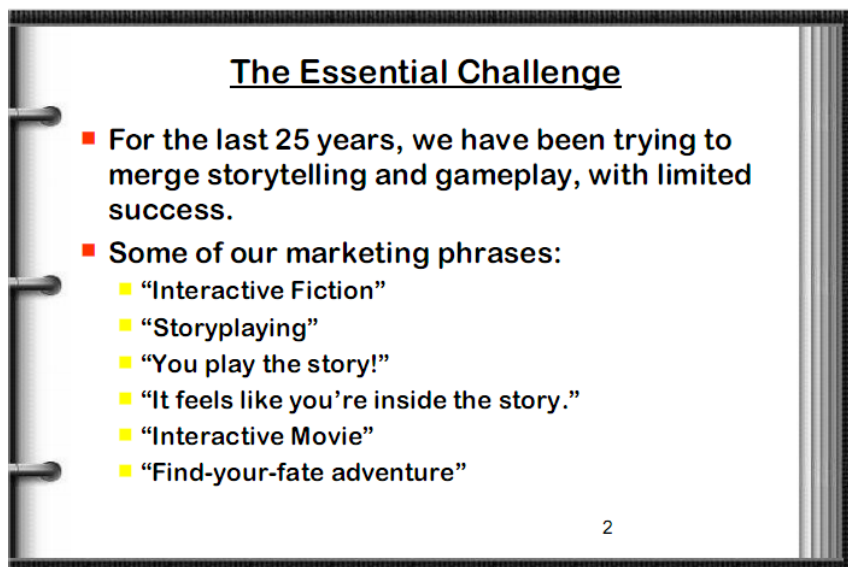 The Essential Challenge
For the last 25 years, we have been trying to
merge storytelling and gameplay, with limited
success.
Some of our marketing phrases:
“Interactive Fiction”
“Storyplaying”
“You play the story!”
“It feels like you’re inside the story.”
“Interactive Movie”
“Find-your-fate adventure”
2